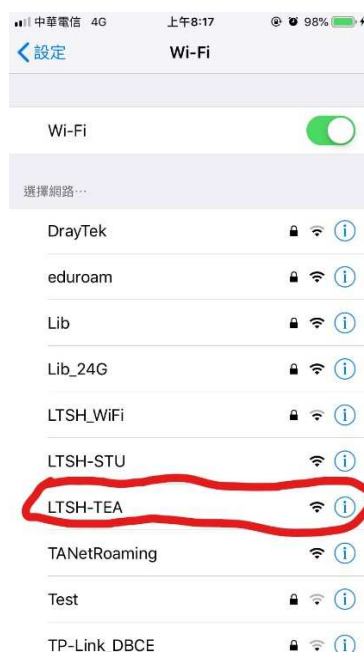 中華電信 4G 上午8:17 98%
設定 Wi-Fi
Wi-Fi
選擇網路…
DrayTek
eduroam
Lib
Lib_24G
LTSH_WiFi
LTSH-STU
LTSH-TEA
TANetRoaming
Test
TP-Link_DBCE